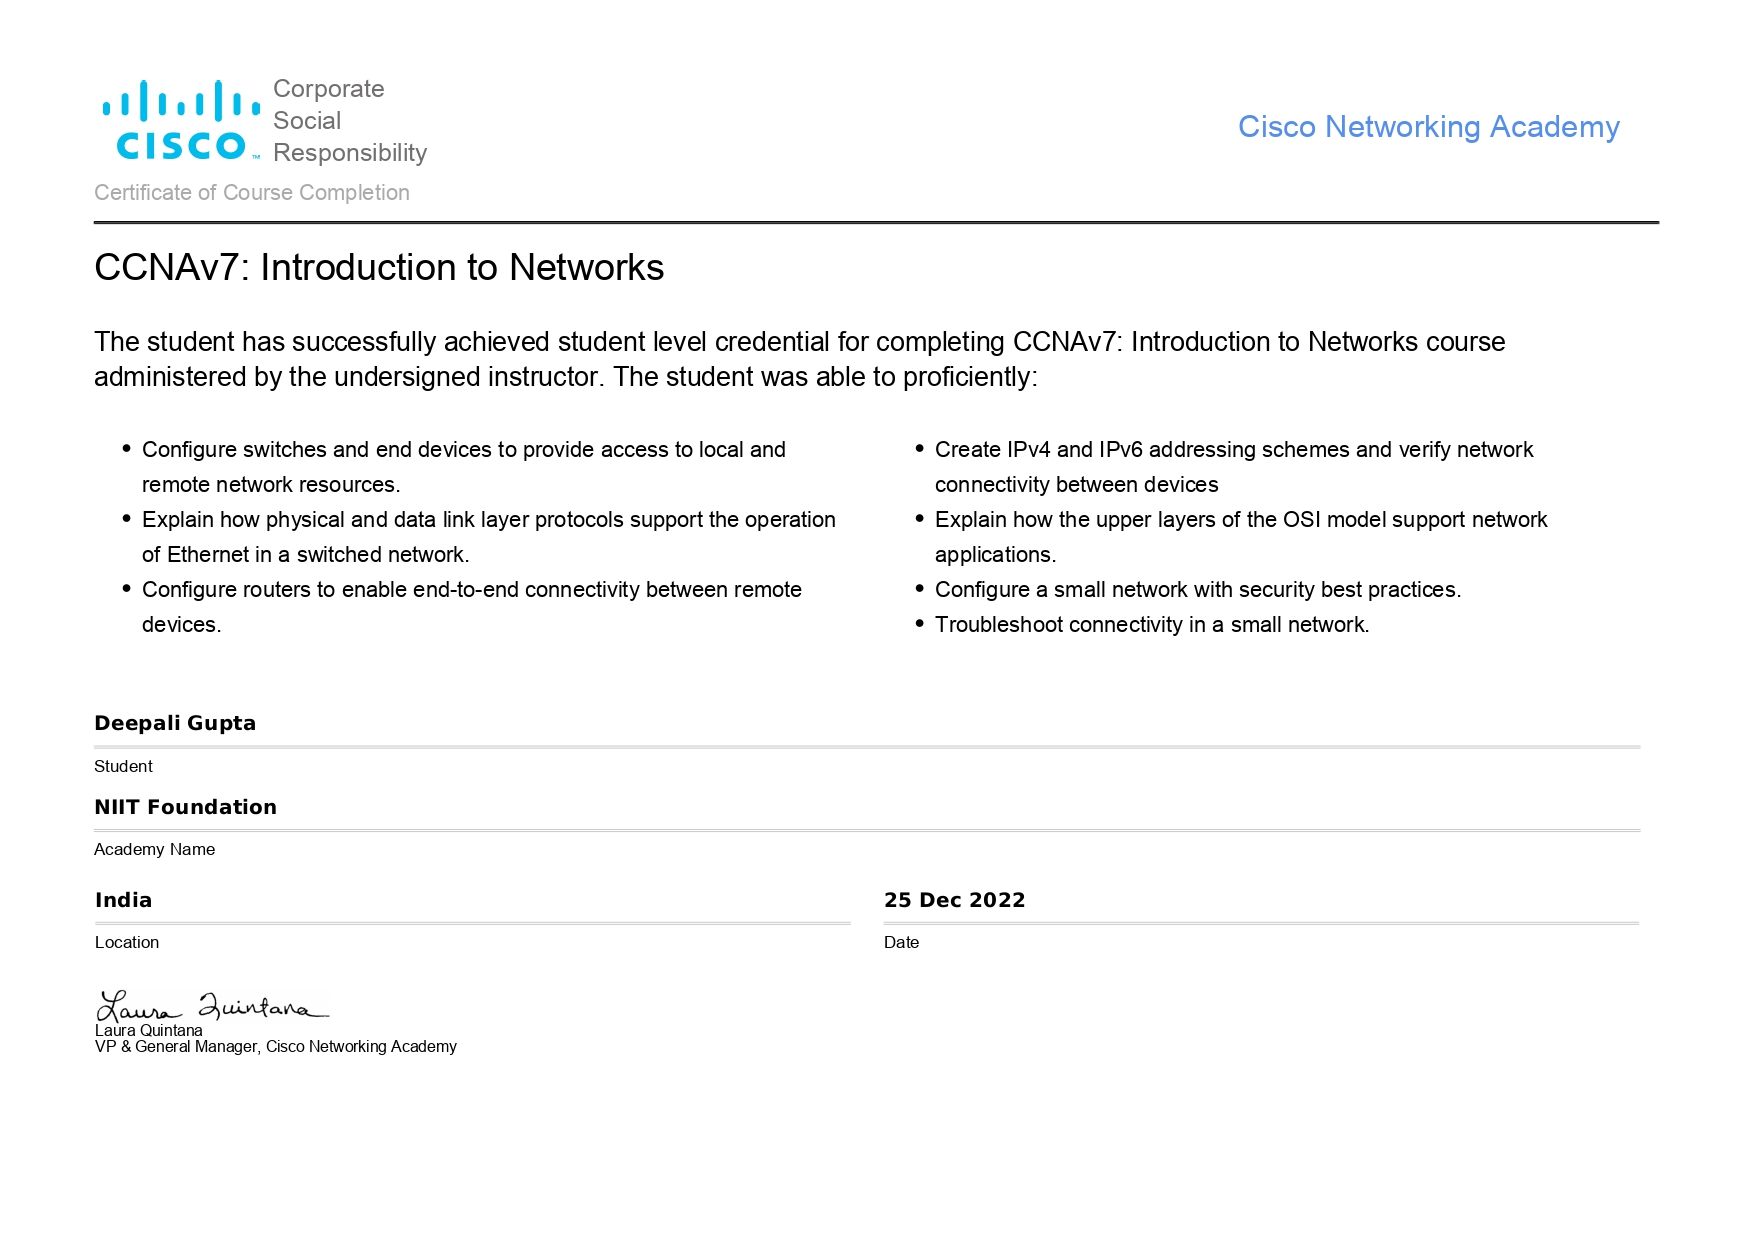 CISCO
Corporate
Social
Responsibility
Cisco Networking Academy
Certificate of Course Completion
CCNAv7: Introduction to Networks
The student has successfully achieved student level credential for completing CCNAv7: Introduction to Networks course
administered by the undersigned instructor. The student was able to proficiently:
• Configure switches and end devices to provide access to local and
remote network resources.
• Explain how physical and data link layer protocols support the operation
of Ethernet in a switched network.
• Configure routers to enable end-to-end connectivity between remote
devices.
• Create IPv4 and IPv6 addressing schemes and verify network
connectivity between devices
• Explain how the upper layers of the OSI model support network
applications.
• Configure a small network with security best practices.
• Troubleshoot connectivity in a small network.
Deepali Gupta
Student
NIIT Foundation
Academy Name
India
Location
25 Dec 2022
Date
Laura Quintana
Laura Quintana
VP & General Manager, Cisco Networking Academy